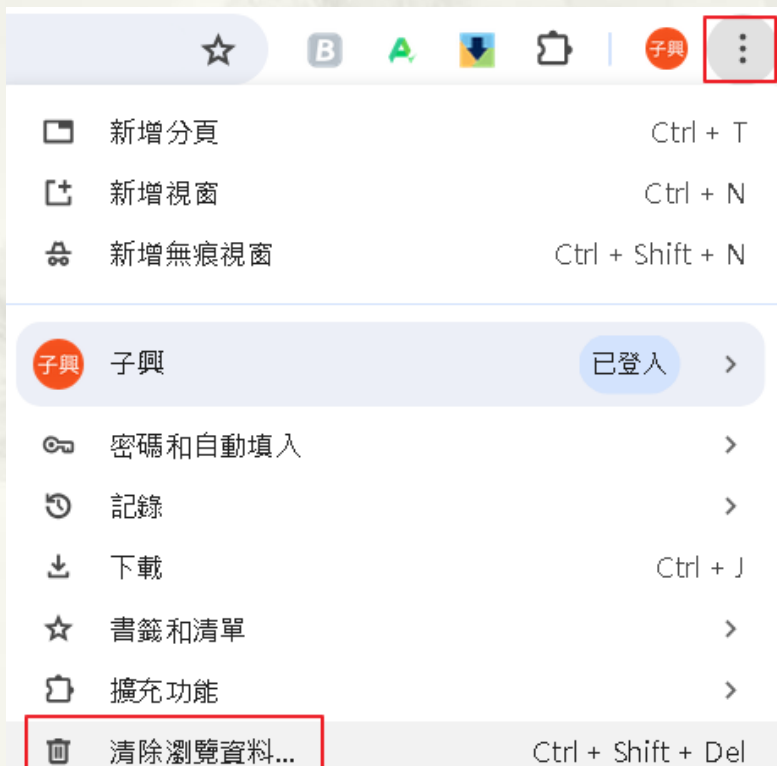 B A 子興
新增分頁 Ctrl + T
新增視窗 Ctrl + N
新增無痕視窗 Ctrl + Shift + N
子興 子興 已登入
密碼和自動填入
記錄
下載 Ctrl + J
書籤和清單
擴充功能
清除瀏覽資料... Ctrl + Shift + Del